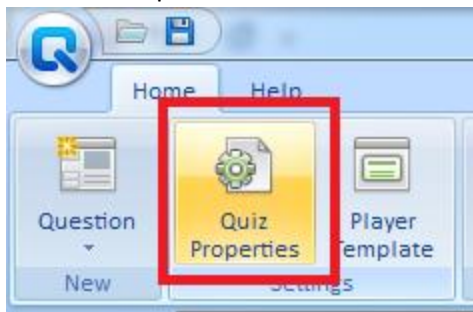 Home Help
Question Quiz Player
Properties Template
New Settings